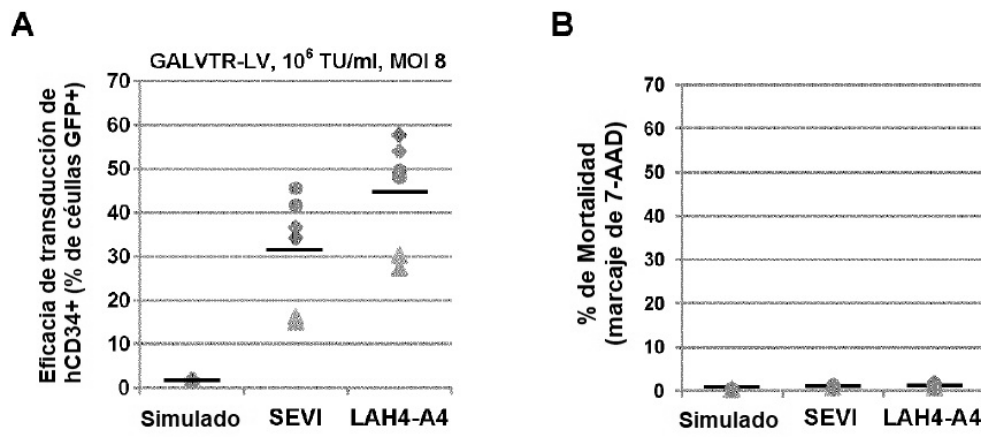 A
GALVTR-LV, 10⁶ TU/ml, MOI 8
Eficacia de transducción de
hCD34+ (% de céullas GFP+)
70
60
50
40
30
20
10
0
Simulado SEVI LAH4-A4
B
% de Mortalidad
(marcaje de 7-AAD)
70
60
50
40
30
20
10
0
Simulado SEVI LAH4-A4